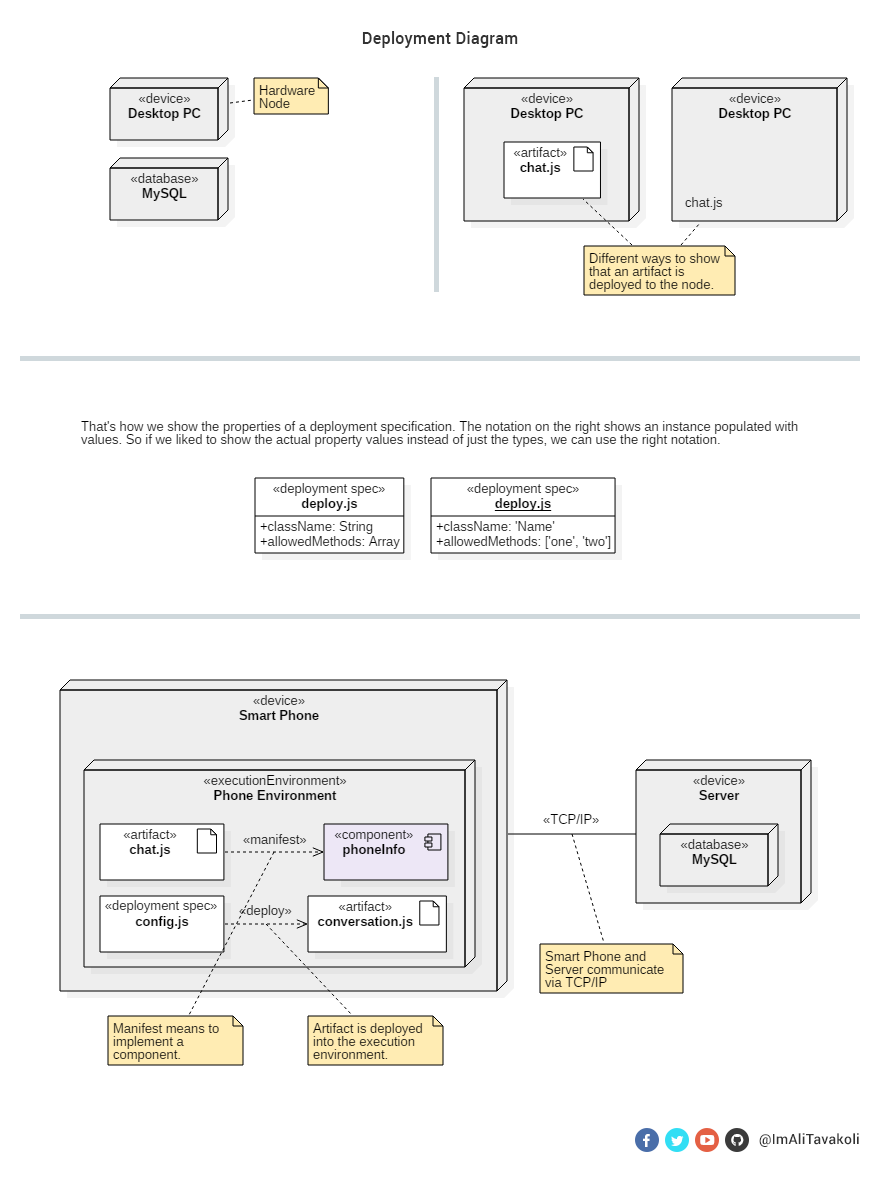 Deployment Diagram
«device»
Desktop PC
Hardware
Node
«database»
MySQL
«device»
Desktop PC
«artifact»
chat.js
«device»
Desktop PC
chat.js
Different ways to show
that an artifact is
deployed to the node.
That's how we show the properties of a deployment specification. The notation on the right shows an instance populated with
values. So if we liked to show the actual property values instead of just the types, we can use the right notation.
«deployment spec»
deploy.js
+className: String
+allowedMethods: Array
«deployment spec»
deploy.js
+className: 'Name'
+allowedMethods: ['one', 'two']
«device»
Smart Phone
«executionEnvironment»
Phone Environment
«artifact»
chat.js
«manifest»
«component»
phoneInfo
«deployment spec»
config.js
«deploy»
«artifact»
conversation.js
«TCP/IP»
«device»
Server
«database»
MySQL
Smart Phone and
Server communicate
via TCP/IP
Manifest means to
implement a
component.
Artifact is deployed
into the execution
environment.
@ImAliTavakoli